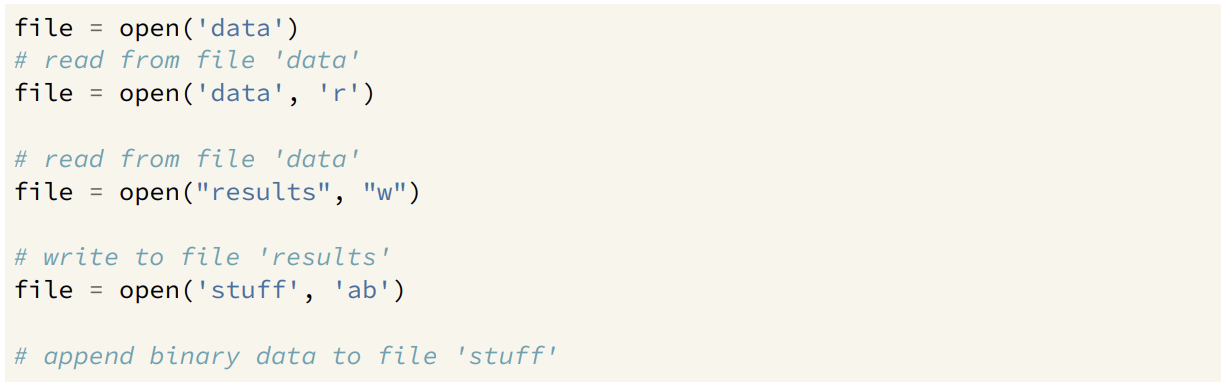 file = open('data')
# read from file 'data'
file = open('data', 'r')
# read from file 'data'
file = open("results", "w")
# write to file 'results'
file = open('stuff', 'ab')
# append binary data to file 'stuff'